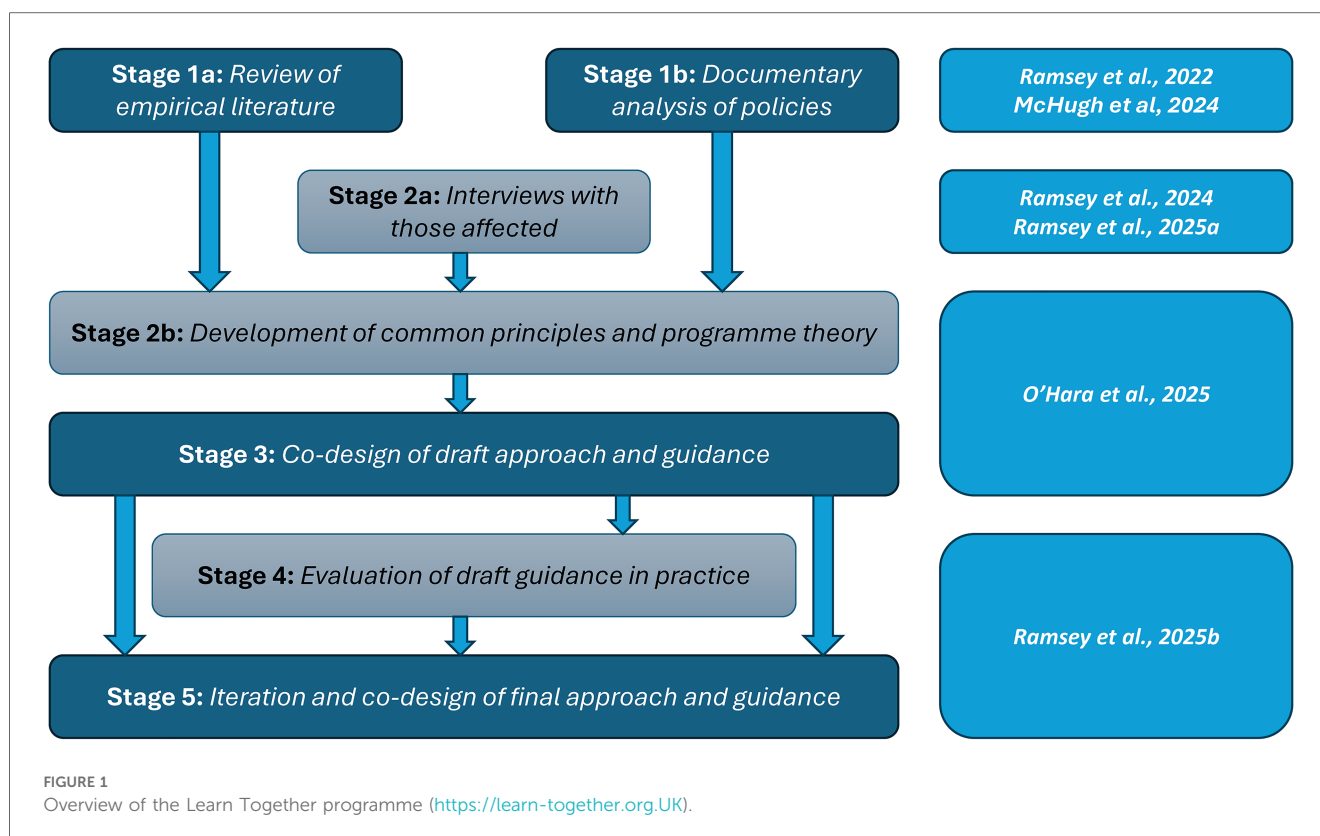 Stage 1a: Review of
empirical literature
Stage 1b: Documentary
analysis of policies
Ramsey et al., 2022
McHugh et al, 2024
Stage 2a: Interviews with
those affected
Ramsey et al., 2024
Ramsey et al., 2025a
Stage 2b: Development of common principles and programme theory
O’Hara et al., 2025
Stage 3: Co-design of draft approach and guidance
Stage 4: Evaluation of draft guidance in practice
Ramsey et al., 2025b
Stage 5: Iteration and co-design of final approach and guidance
FIGURE 1
Overview of the Learn Together programme (https://learn-together.org.UK).